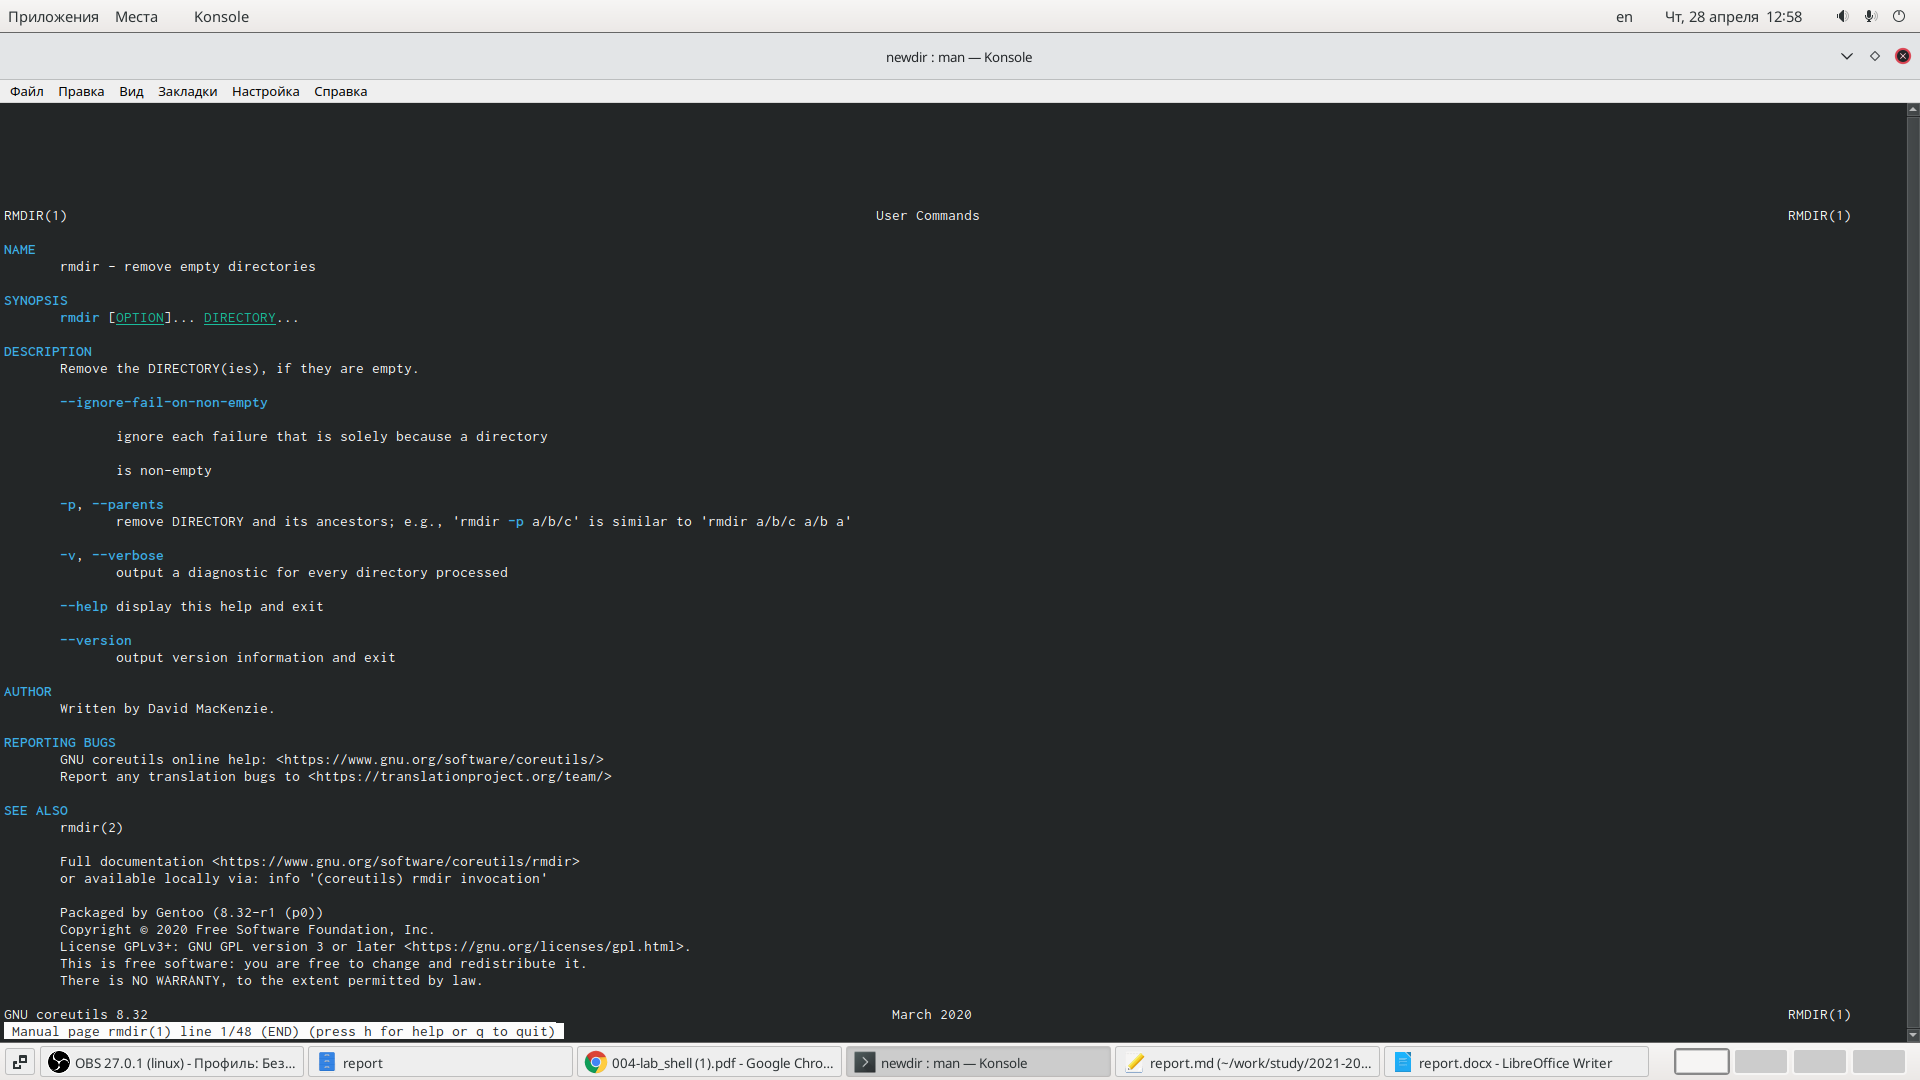 Приложения Места Konsole en Чт, 28 апреля 12:58
newdir : man — Konsole
Файл Правка Вид Закладки Настройка Справка
RMDIR(1) User Commands RMDIR(1)
NAME
rmdir - remove empty directories
SYNOPSIS
rmdir [OPTION]... DIRECTORY...
DESCRIPTION
Remove the DIRECTORY(ies), if they are empty.
--ignore-fail-on-non-empty
ignore each failure that is solely because a directory
is non-empty
-p, --parents
remove DIRECTORY and its ancestors; e.g., 'rmdir -p a/b/c' is similar to 'rmdir a/b/c a/b a'
-v, --verbose
output a diagnostic for every directory processed
--help display this help and exit
--version
output version information and exit
AUTHOR
Written by David MacKenzie.
REPORTING BUGS
GNU coreutils online help: <https://www.gnu.org/software/coreutils/>
Report any translation bugs to <https://translationproject.org/team/>
SEE ALSO
rmdir(2)
Full documentation <https://www.gnu.org/software/coreutils/rmdir>
or available locally via: info '(coreutils) rmdir invocation'
Packaged by Gentoo (8.32-r1 (p0))
Copyright © 2020 Free Software Foundation, Inc.
License GPLv3+: GNU GPL version 3 or later <https://gnu.org/licenses/gpl.html>.
This is free software: you are free to change and redistribute it.
There is NO WARRANTY, to the extent permitted by law.
GNU coreutils 8.32 March 2020 RMDIR(1)
Manual page rmdir(1) line 1/48 (END) (press h for help or q to quit)
OBS 27.0.1 (linux) - Профиль: Без... report 004-lab_shell (1).pdf - Google Chro... newdir : man — Konsole report.md (~/work/study/2021-20... report.docx - LibreOffice Writer